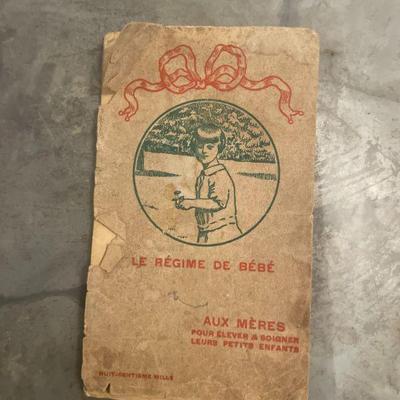 LE RÉGIME DE BÉBÉ
AUX MÈRES
POUR ÉLEVER & SOIGNER
LEURS PETITS ENFANTS
HUIT-CENTIÈME MILLE